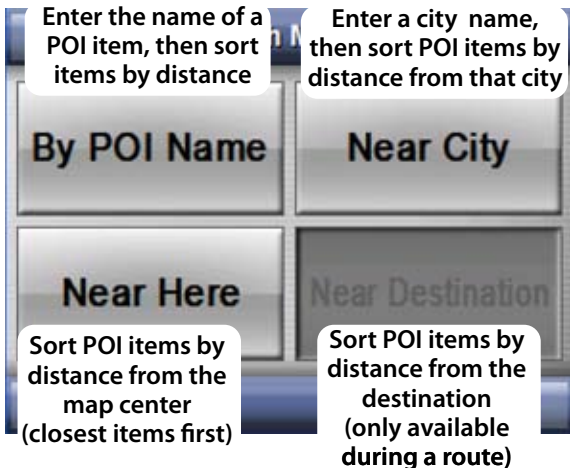 Enter the name of a
POI item, then sort
items by distance
Enter a city name,
then sort POI items by
distance from that city
By POI Name
Near City
Near Here
Near Destination
Sort POI items by
distance from the
map center
(closest items first)
Sort POI items by
distance from the
destination
(only available
during a route)